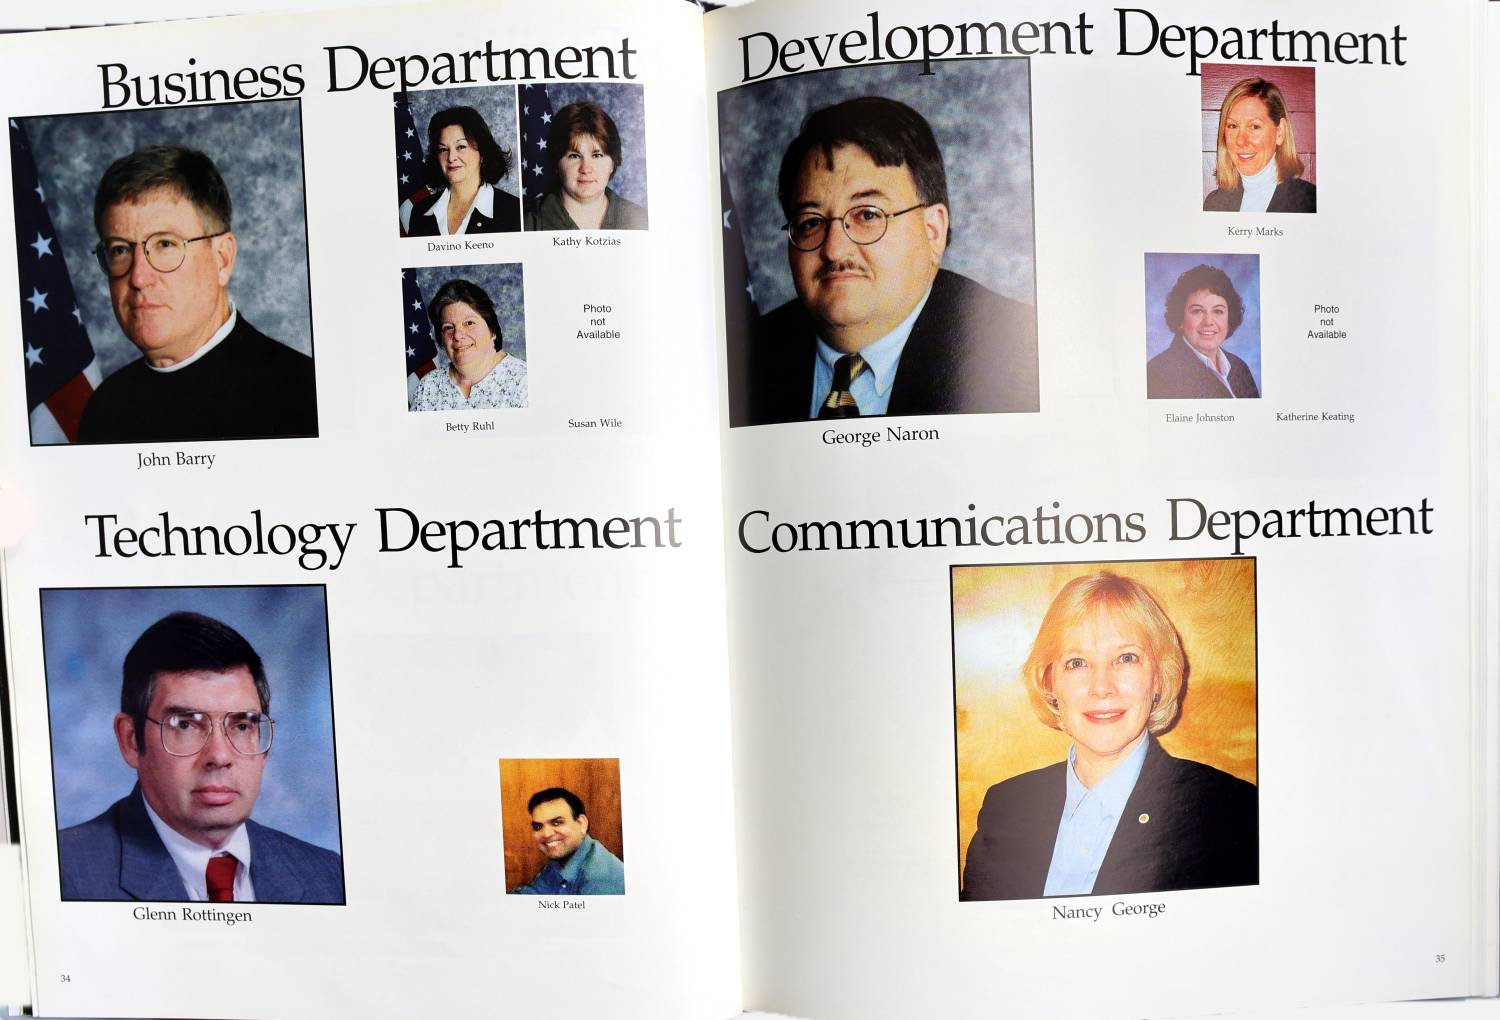 Business Department
Davino Keeno
Kathy Kotzias
Photo
not
Available
Betty Ruhl
Susan Wile
John Barry
Technology Department
Glenn Rottingen
Nick Patel
34
Development Department
Kerry Marks
Photo
not
Available
Elaine Johnston
Katherine Keating
George Naron
Communications Department
Nancy George
35